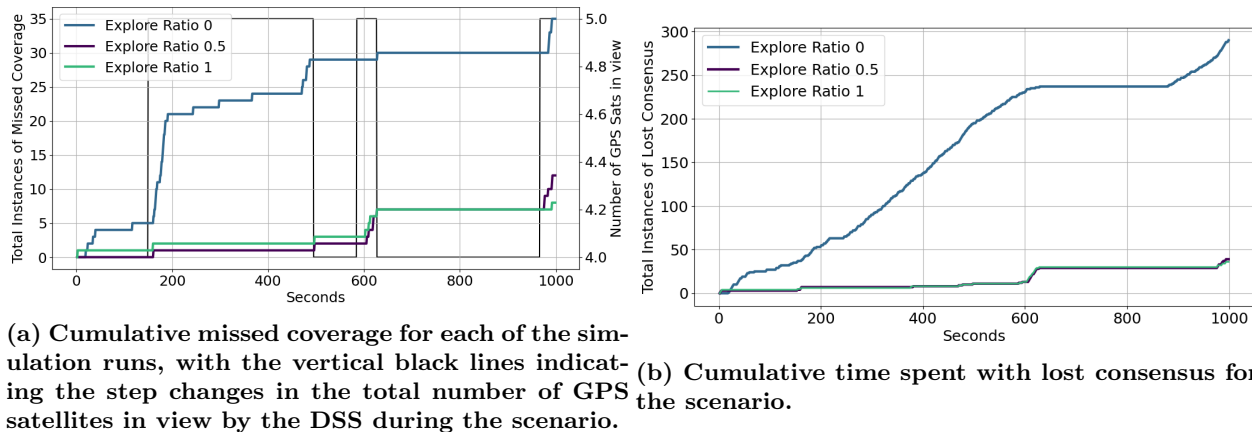 35
30
25
20
15
10
5
0
Total Instances of Missed Coverage
Explore Ratio 0
Explore Ratio 0.5
Explore Ratio 1
5.0
4.8
4.6
4.4
4.2
4.0
Number of GPS Sats in view
0 200 400 600 800 1000
Seconds
(a) Cumulative missed coverage for each of the sim-
ulation runs, with the vertical black lines indicat-
ing the step changes in the total number of GPS
satellites in view by the DSS during the scenario.
300
250
200
150
100
50
0
Total Instances of Lost Consensus
Explore Ratio 0
Explore Ratio 0.5
Explore Ratio 1
0 200 400 600 800 1000
Seconds
(b) Cumulative time spent with lost consensus for
the scenario.